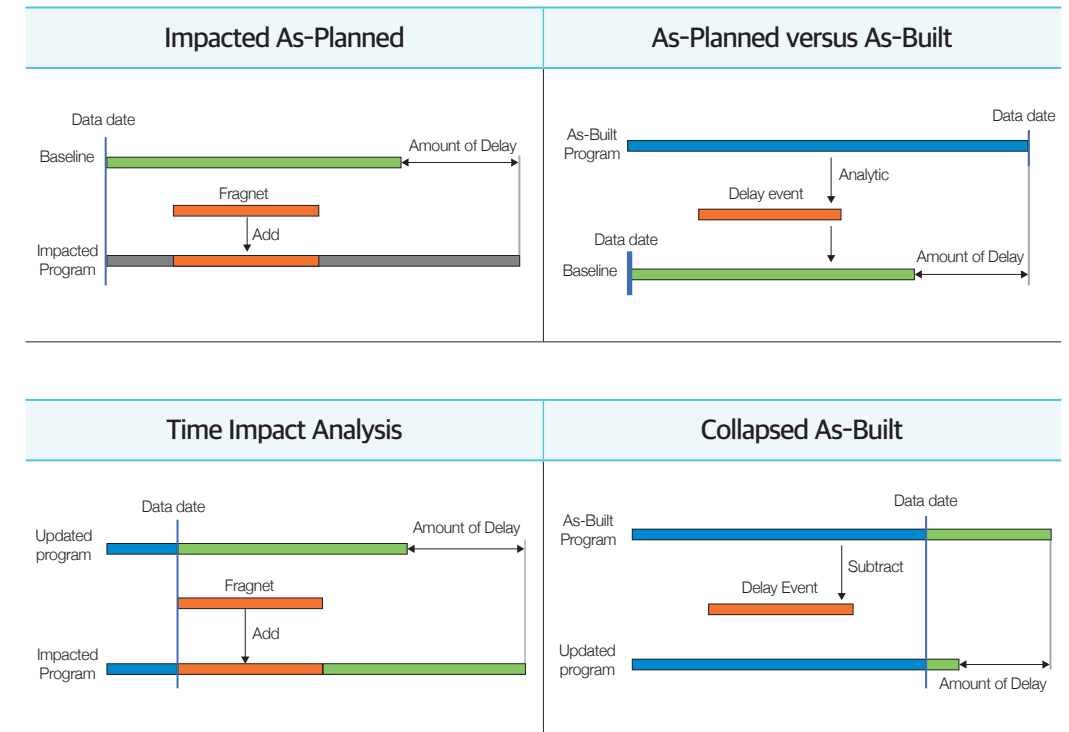 Impacted As-Planned
As-Planned versus As-Built
Data date
Baseline
Amount of Delay
Fragnet
Add
Impacted
Program
Data date
As-Built
Program
Analytic
Delay event
Data date
Baseline
Amount of Delay
Time Impact Analysis
Collapsed As-Built
Data date
Updated
program
Amount of Delay
Fragnet
Add
Impacted
Program
Data date
As-Built
Program
Subtract
Delay Event
Updated
program
Amount of Delay